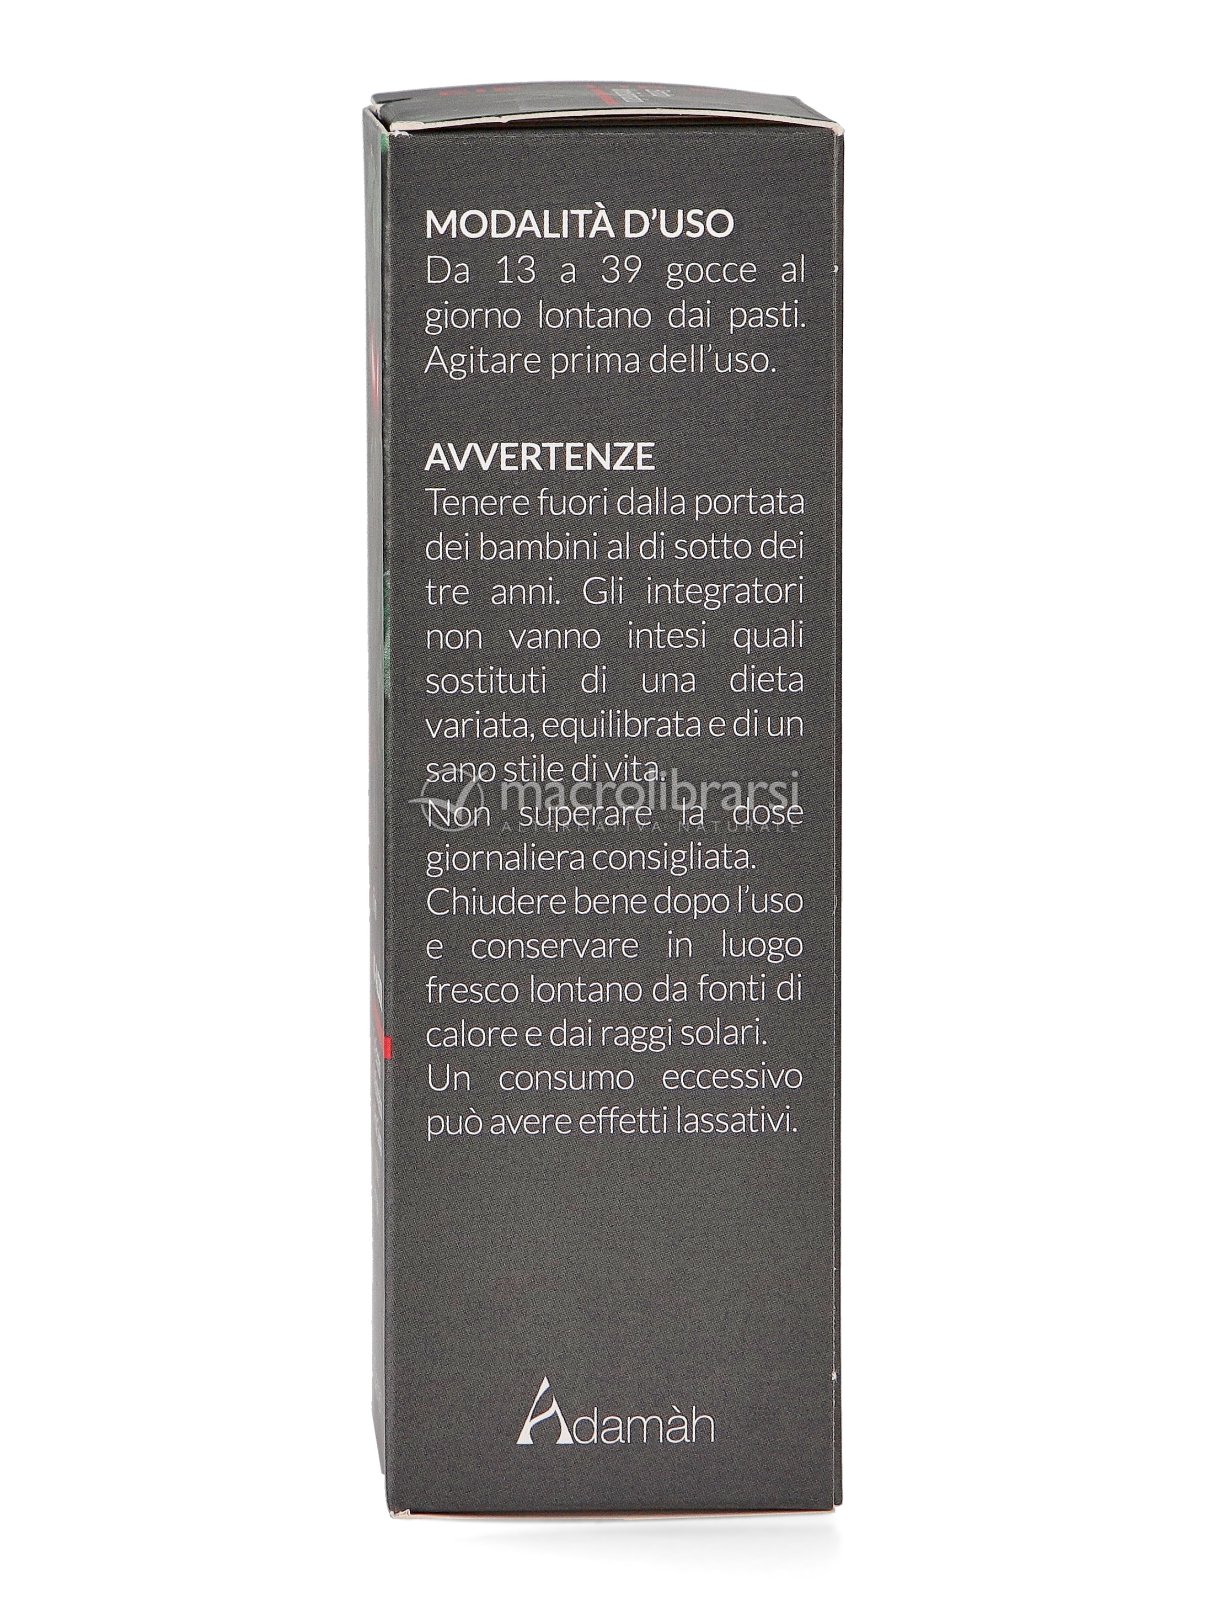 MODALITÀ D'USO
Da 13 a 39 gocce al
giorno lontano dai pasti.
Agitare prima dell'uso.
AVVERTENZE
Tenere fuori dalla portata
dei bambini al di sotto dei
tre anni. Gli integratori
non vanno intesi quali
sostituti di una dieta
variata, equilibrata e di un
sano stile di vita.
macrolibrarsi
Non superare la dose
ALTERNATIVA NATURALE
giornaliera consigliata.
Chiudere bene dopo l'uso
e conservare in luogo
fresco lontano da fonti di
calore e dai raggi solari.
Un consumo eccessivo
può avere effetti lassativi.
Adamàh